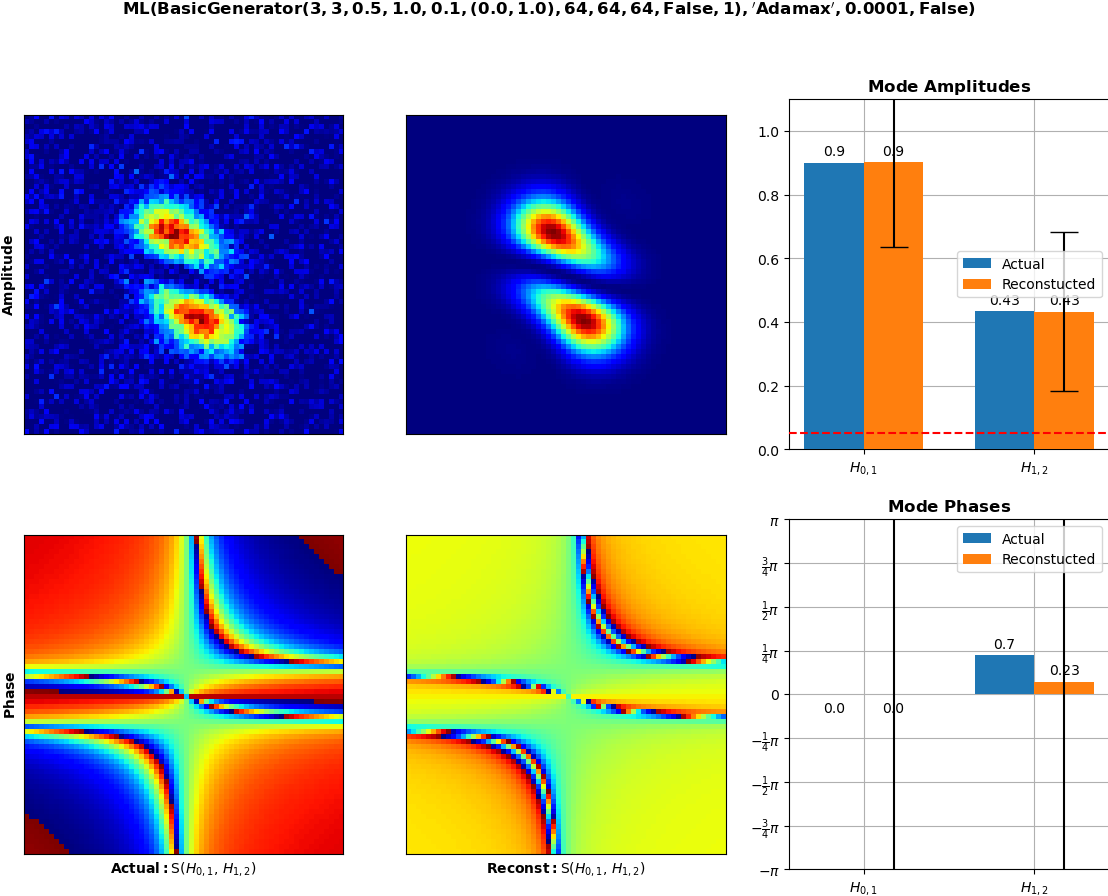 ML(BasicGenerator(3, 3, 0.5, 1.0, 0.1, (0.0, 1.0), 64, 64, 64, False, 1), ′Adamax′, 0.0001, False)
Mode Amplitudes
Amplitude
1.0
0.8
0.6
0.4
0.2
0.0
0.9
0.9
0.43
0.43
Actual
Reconstucted
H0, 1
H1, 2
Mode Phases
Phase
π
3/4π
1/2π
1/4π
0
−1/4π
−1/2π
−3/4π
−π
Actual
Reconstucted
0.0
0.0
0.7
0.23
H0, 1
H1, 2
Actual: S(H0, 1, H1, 2)
Reconst: S(H0, 1, H1, 2)